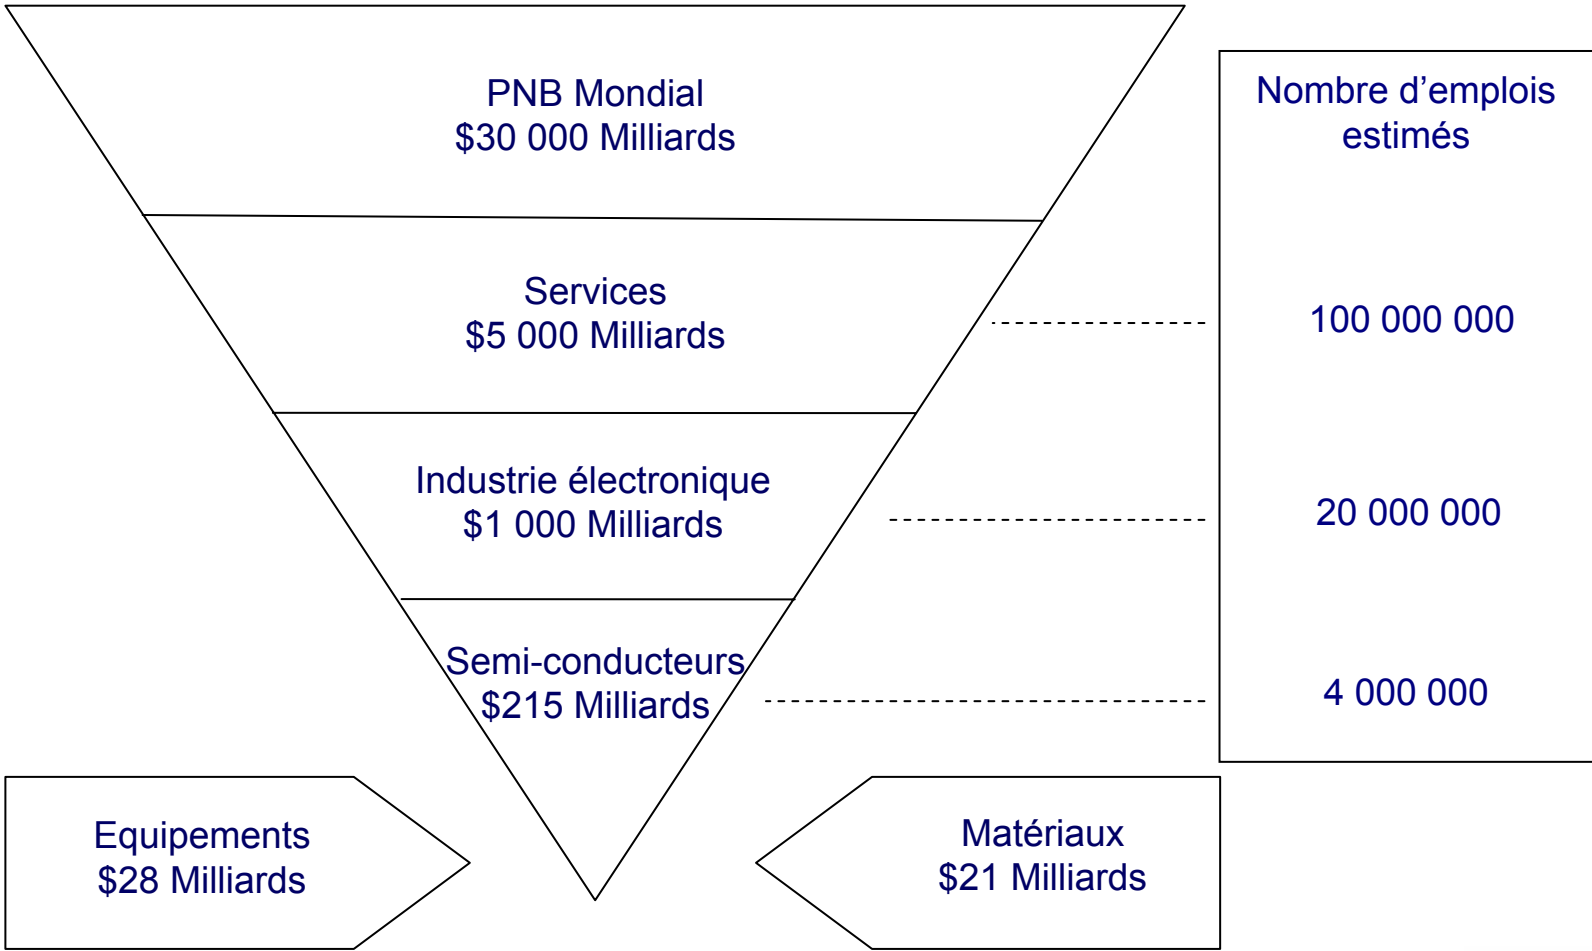 PNB Mondial
$30 000 Milliards
Services
$5 000 Milliards
Industrie électronique
$1 000 Milliards
Semi-conducteurs
$215 Milliards
Equipements
$28 Milliards
Matériaux
$21 Milliards
Nombre d’emplois
estimés
100 000 000
20 000 000
4 000 000